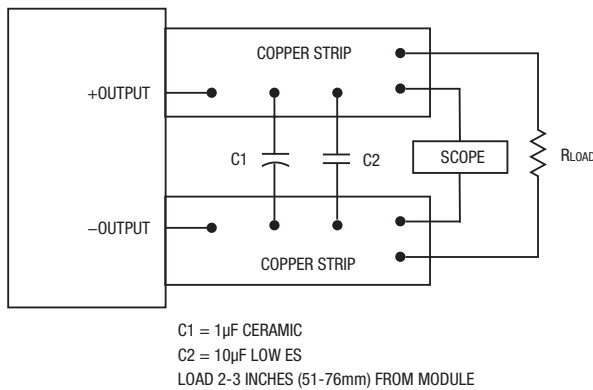 COPPER STRIP
+OUTPUT
C1
C2
SCOPE
RLOAD
−OUTPUT
COPPER STRIP
C1 = 1µF CERAMIC
C2 = 10µF LOW ES
LOAD 2-3 INCHES (51-76mm) FROM MODULE